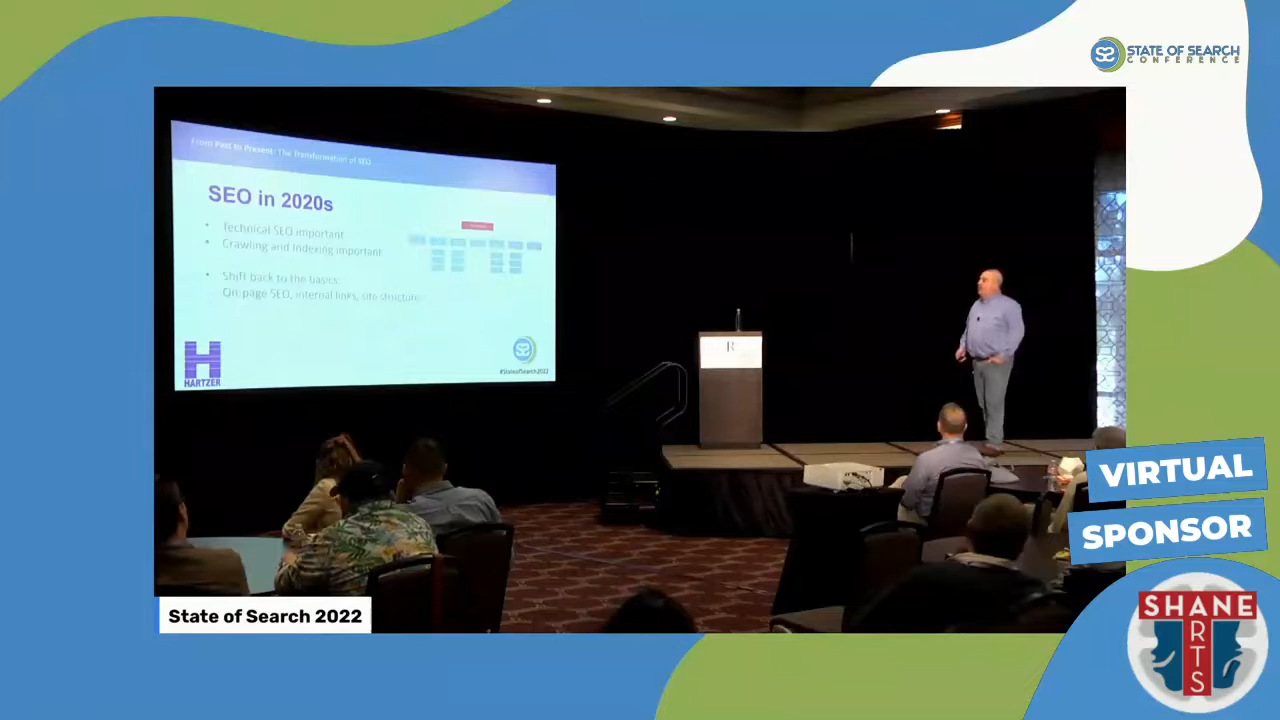 STATE OF SEARCH
CONFERENCE
From Past to Present: The Transformation of SEO
SEO in 2020s
• Technical SEO important
• Crawling and Indexing important
• Shift back to the basics:
On-page SEO, internal links, site structure
H
HARTZER
#StateofSearch2022
R
State of Search 2022
VIRTUAL
SPONSOR
SHANE
ARTS